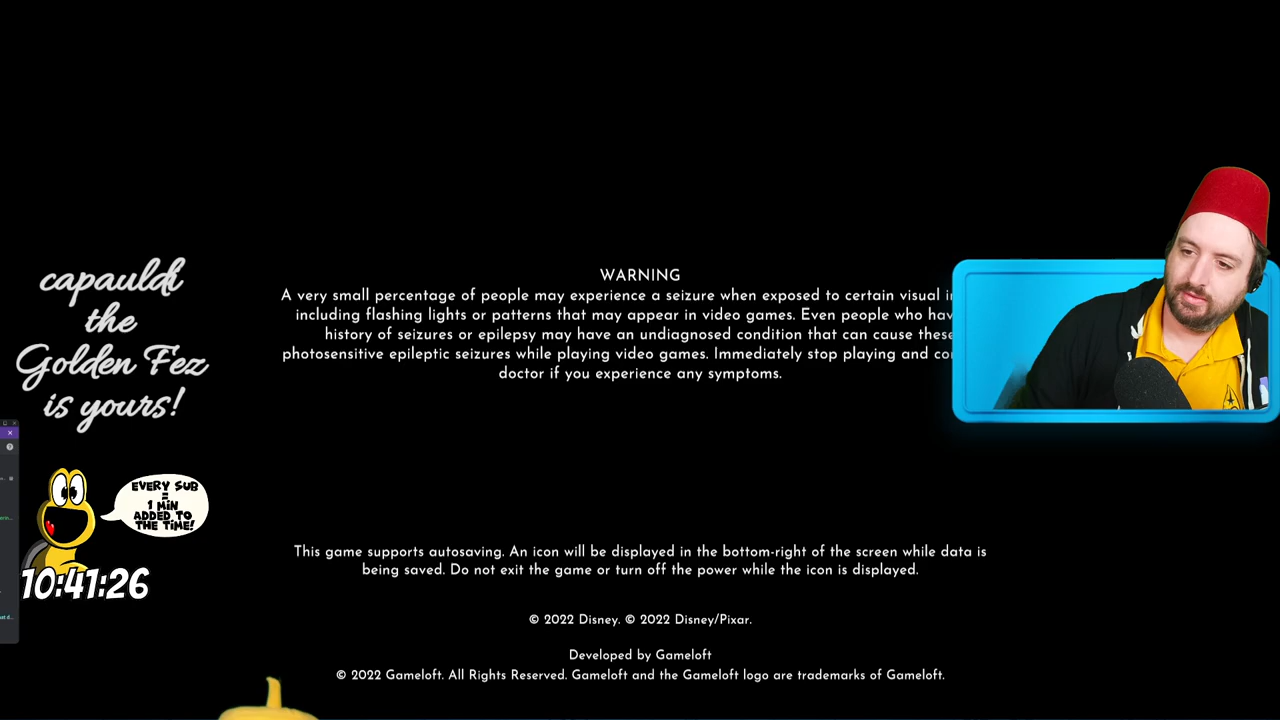 capauldi
the
Golden Fez
is yours!
WARNING
A very small percentage of people may experience a seizure when exposed to certain visual
including flashing lights or patterns that may appear in video games. Even people who
history of seizures or epilepsy may have an undiagnosed condition that can cause these
photosensitive epileptic seizures while playing video games. Immediately stop playing and
doctor if you experience any symptoms.
EVERY SUB
=
1 MIN
ADDED TO
THE TIME!
10:41:26
This game supports autosaving. An icon will be displayed in the bottom-right of the screen while data is
being saved. Do not exit the game or turn off the power while the icon is displayed.
© 2022 Disney. © 2022 Disney/Pixar.
Developed by Gameloft
© 2022 Gameloft. All Rights Reserved. Gameloft and the Gameloft logo are trademarks of Gameloft.